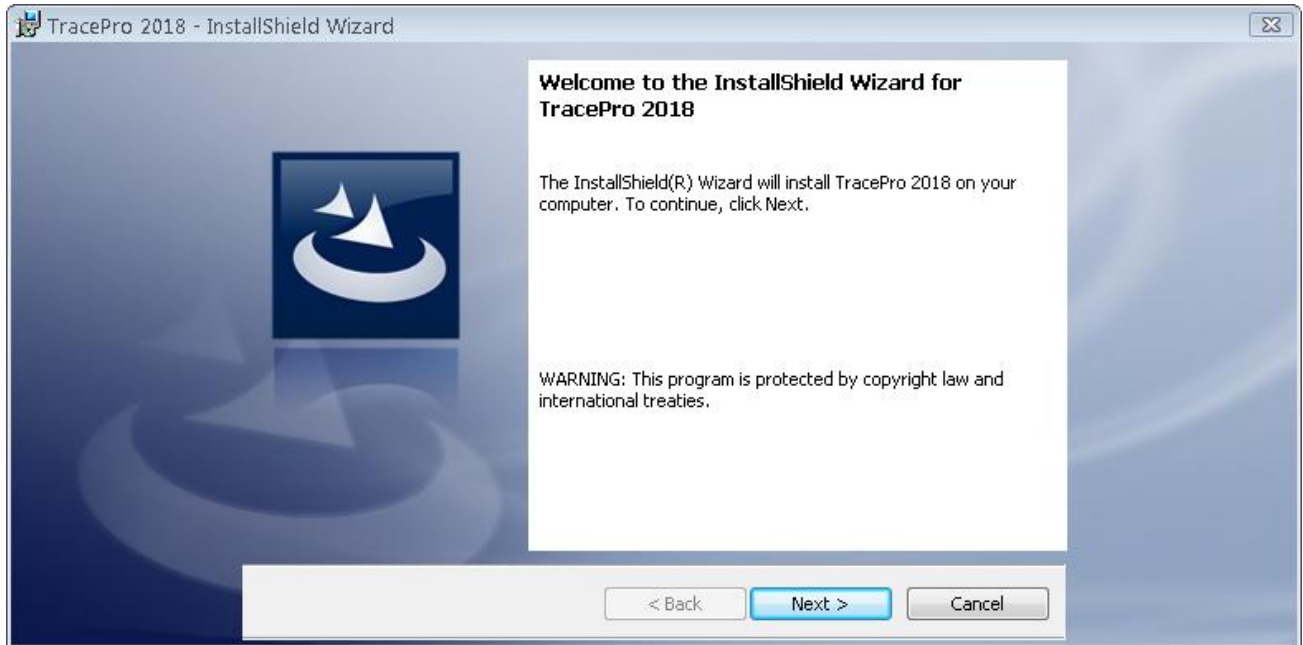 TracePro 2018 - InstallShield Wizard
Welcome to the InstallShield Wizard for
TracePro 2018
The InstallShield(R) Wizard will install TracePro 2018 on your
computer. To continue, click Next.
WARNING: This program is protected by copyright law and
international treaties.
< Back
Next >
Cancel